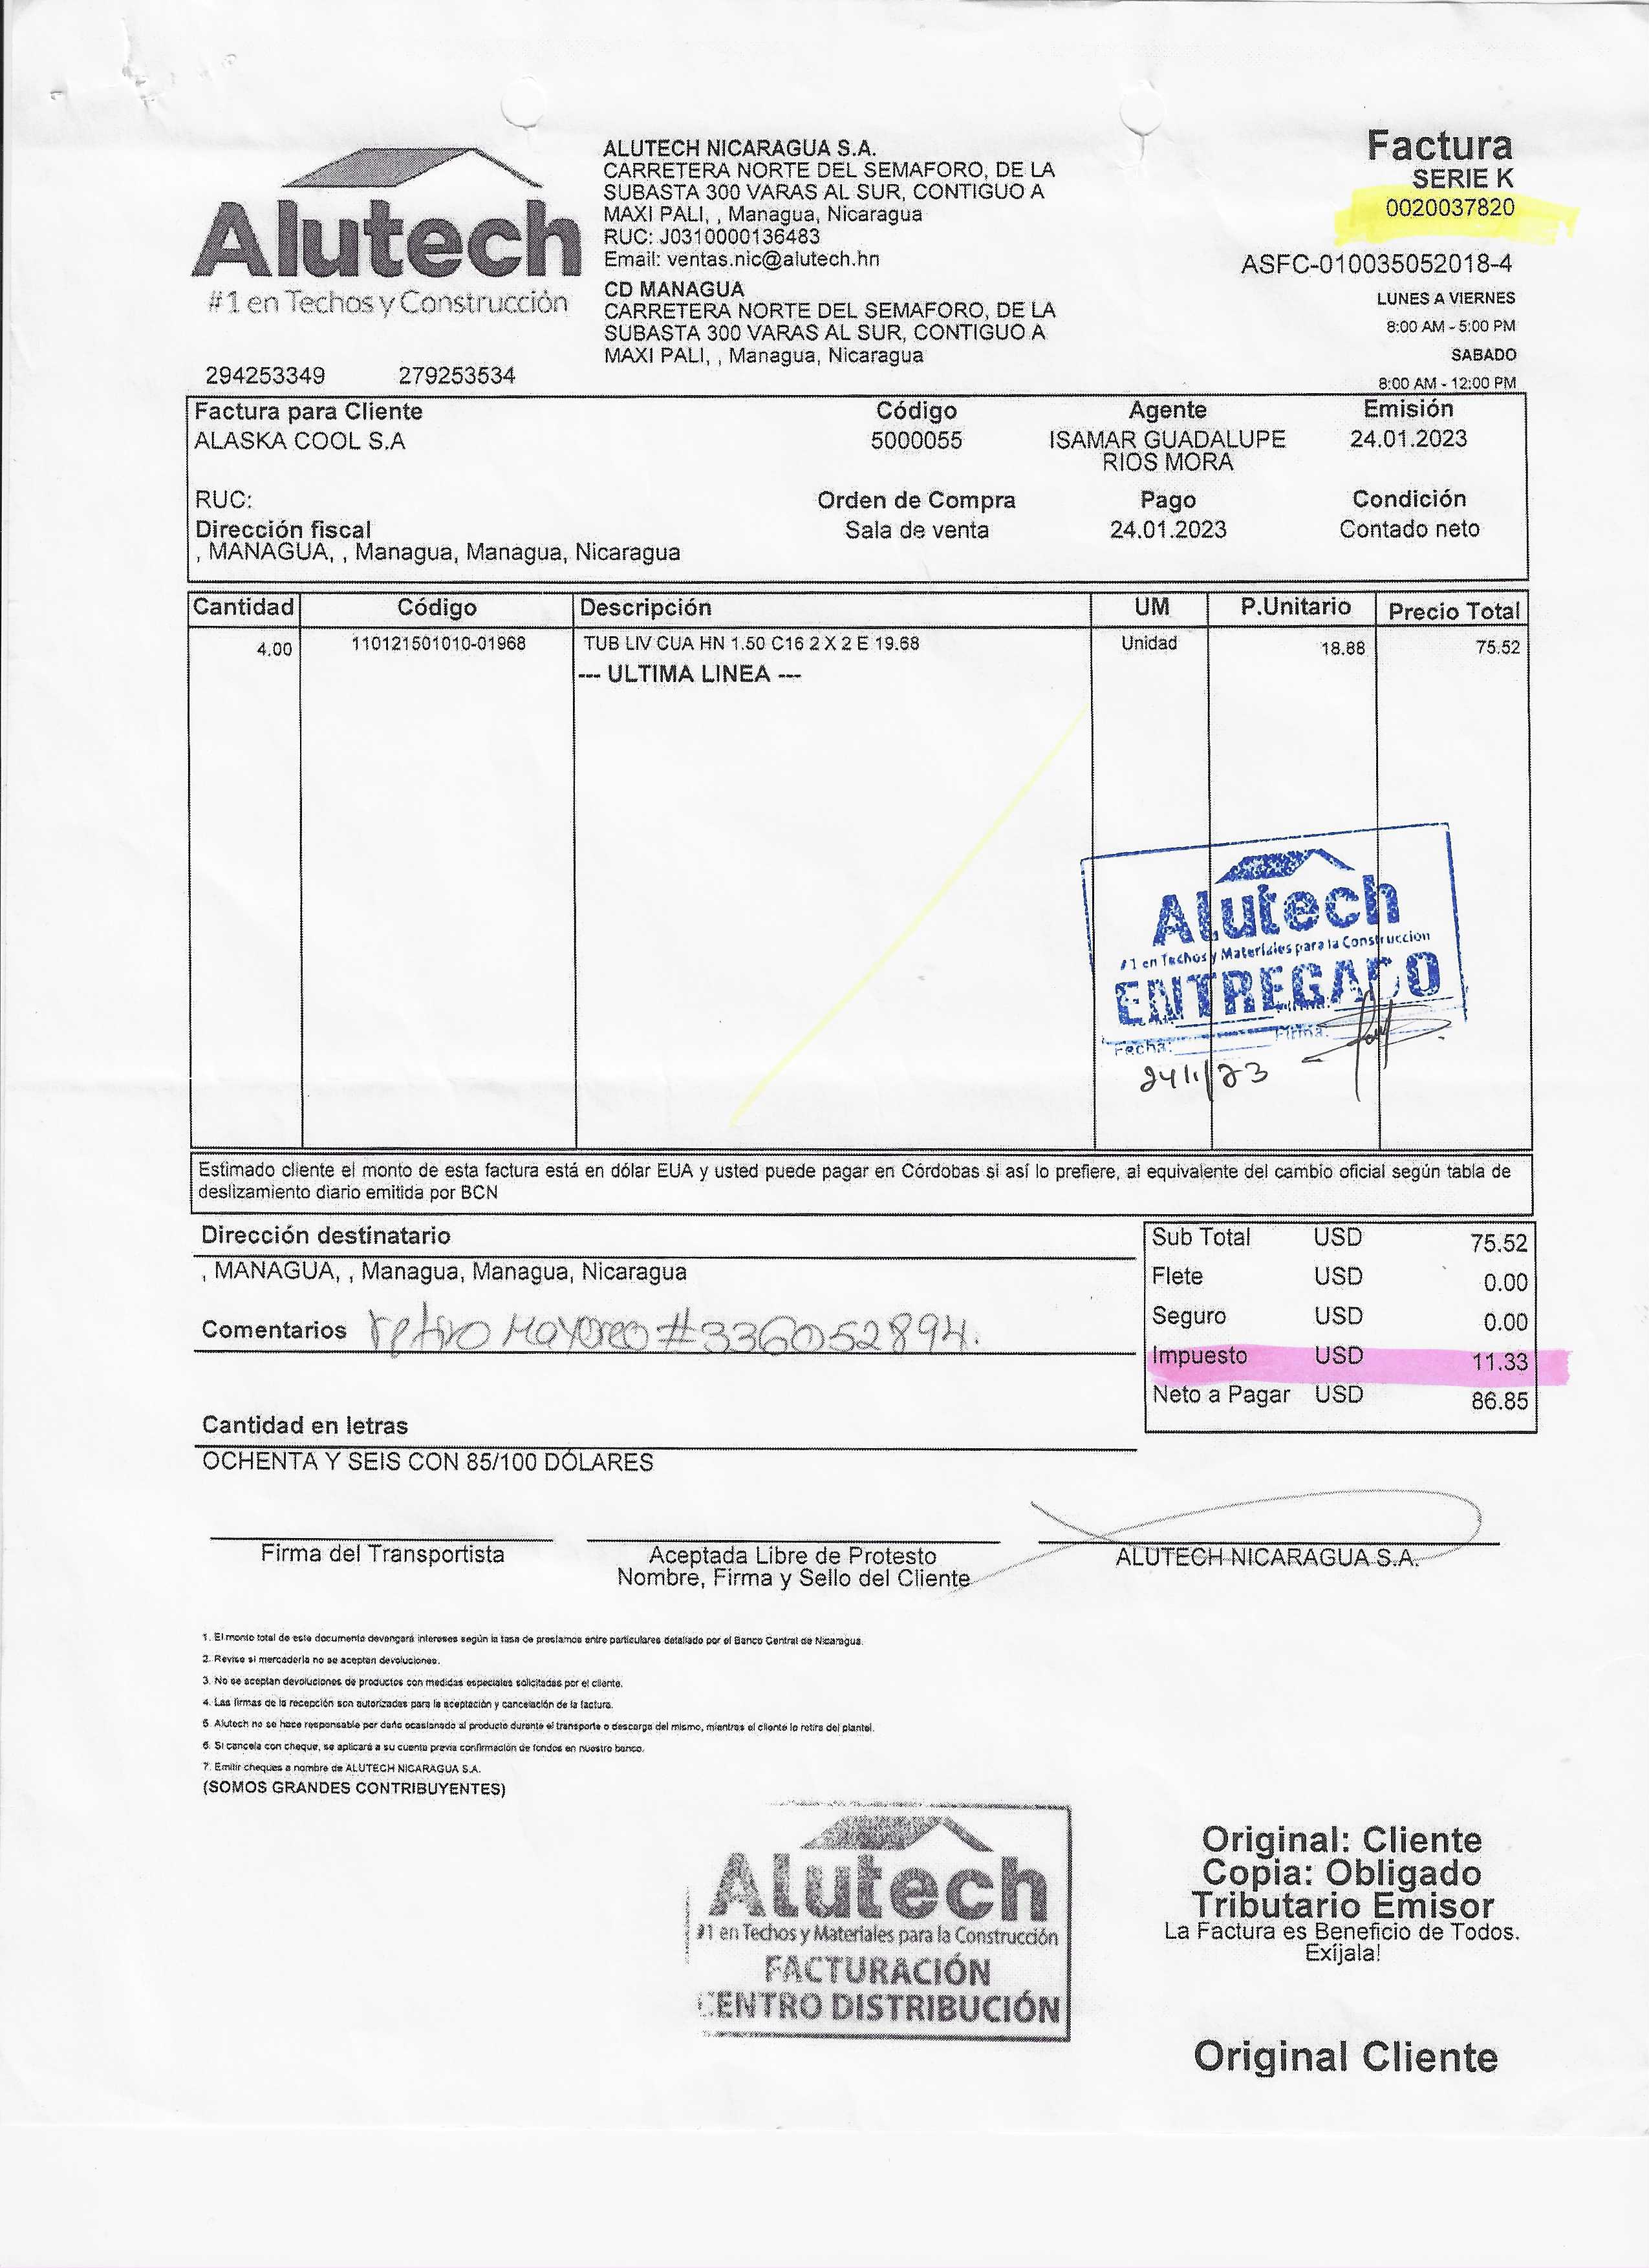 Alutech
#1 en Techos y Construcción
294253349 279253534
ALUTECH NICARAGUA S.A.
CARRETERA NORTE DEL SEMAFORO, DE LA
SUBASTA 300 VARAS AL SUR, CONTIGUO A
MAXI PALI, , Managua, Nicaragua
RUC: J0310000136483
Email: ventas.nic@alutech.hn
CD MANAGUA
CARRETERA NORTE DEL SEMAFORO, DE LA
SUBASTA 300 VARAS AL SUR, CONTIGUO A
MAXI PALI, , Managua, Nicaragua
Factura
SERIE K
0020037820
ASFC-010035052018-4
LUNES A VIERNES
8:00 AM - 5:00 PM
SABADO
8:00 AM - 12:00 PM
Factura para Cliente Código Agente Emisión
ALASKA COOL S.A 5000055 ISAMAR GUADALUPE 24.01.2023
RIOS MORA
RUC: Orden de Compra Pago Condición
Dirección fiscal Sala de venta 24.01.2023 Contado neto
, MANAGUA, , Managua, Managua, Nicaragua
Cantidad Código Descripción UM P.Unitario Precio Total
4.00 110121501010-01968 TUB LIV CUA HN 1.50 C16 2 X 2 E 19.68 Unidad 18.88 75.52
--- ULTIMA LINEA ---
Alutech
#1 en Techos y Materiales para la Construccion
ENTREGADO
Fecha: Firma:
24/1/23
Estimado cliente el monto de esta factura está en dólar EUA y usted puede pagar en Córdobas si así lo prefiere, al equivalente del cambio oficial según tabla de
deslizamiento diario emitida por BCN
Dirección destinatario
, MANAGUA, , Managua, Managua, Nicaragua
Comentarios retiro Mayoreo #336052894.
Sub Total USD 75.52
Flete USD 0.00
Seguro USD 0.00
Impuesto USD 11.33
Neto a Pagar USD 86.85
Cantidad en letras
OCHENTA Y SEIS CON 85/100 DÓLARES
Firma del Transportista
Aceptada Libre de Protesto
Nombre, Firma y Sello del Cliente
ALUTECH NICARAGUA S.A.
1. El monto total de este documento devengará intereses según la tasa de prestamos entre particulares detallado por el Banco Central de Nicaragua.
2. Revise si mercadería no se aceptan devoluciones.
3. No se aceptan devoluciones de productos con medidas especiales solicitadas por el cliente.
4. Las firmas de la recepción son autorizadas para la aceptación y cancelación de la factura.
5. Alutech no se hace responsable por daño ocasionado al producto durante el transporte o descarga del mismo, mientras el cliente lo retira del plantel.
6. Si cancela con cheque, se aplicará a su cuenta previa confirmación de fondos en nuestro banco.
7. Emitir cheques a nombre de ALUTECH NICARAGUA S.A.
(SOMOS GRANDES CONTRIBUYENTES)
Alutech
#1 en Techos y Materiales para la Construcción
FACTURACIÓN
CENTRO DISTRIBUCIÓN
Original: Cliente
Copia: Obligado
Tributario Emisor
La Factura es Beneficio de Todos.
Exíjala!
Original Cliente